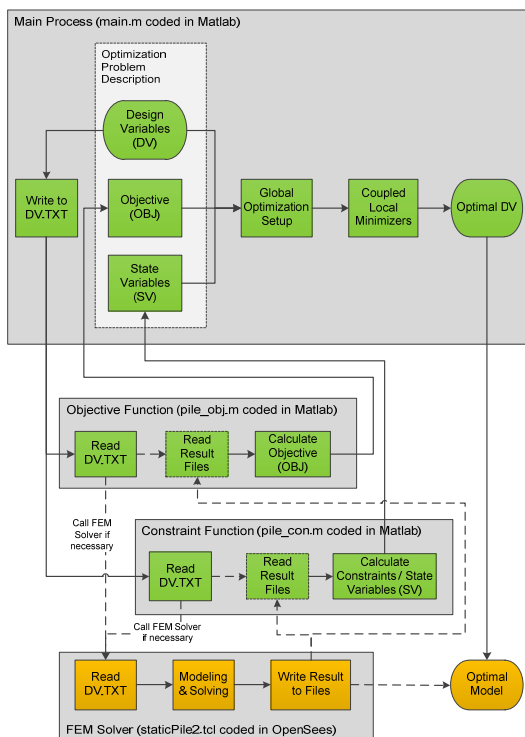 Main Process (main.m coded in Matlab)
Optimization
Problem
Description
Design
Variables
(DV)
Write to
DV.TXT
Objective
(OBJ)
Global
Optimization
Setup
Coupled
Local
Minimizers
Optimal DV
State
Variables
(SV)
Objective Function (pile_obj.m coded in Matlab)
Read
DV.TXT
Read
Result
Files
Calculate
Objective
(OBJ)
Call FEM
Solver if
necessary
Constraint Function (pile_con.m coded in Matlab)
Read
DV.TXT
Read
Result
Files
Calculate
Constraints / State
Variables (SV)
Call FEM Solver
if necessary
Read
DV.TXT
Modeling
& Solving
Write Result
to Files
Optimal
Model
FEM Solver (staticPile2.tcl coded in OpenSees)